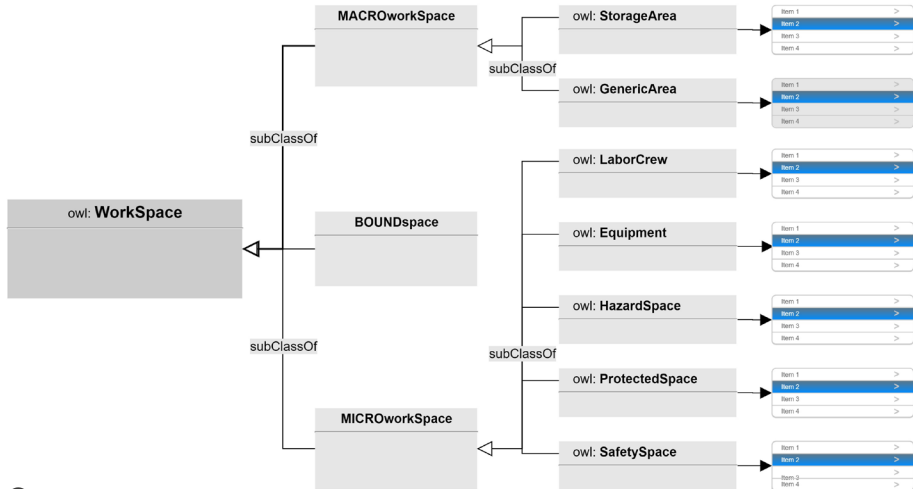 MACROworkSpace
owl: StorageArea
Item 1 >
Item 2 >
Item 3 >
Item 4 >
subClassOf
owl: GenericArea
Item 1 >
Item 2 >
Item 3 >
Item 4 >
subClassOf
owl: LaborCrew
Item 1 >
Item 2 >
Item 3 >
Item 4 >
owl: WorkSpace
BOUNDspace
owl: Equipment
Item 1 >
Item 2 >
Item 3 >
Item 4 >
owl: HazardSpace
Item 1 >
Item 2 >
Item 3 >
Item 4 >
subClassOf
subClassOf
owl: ProtectedSpace
Item 1 >
Item 2 >
Item 3 >
Item 4 >
MICROworkSpace
owl: SafetySpace
Item 1 >
Item 2 >
Item 3 >
Item 4 >